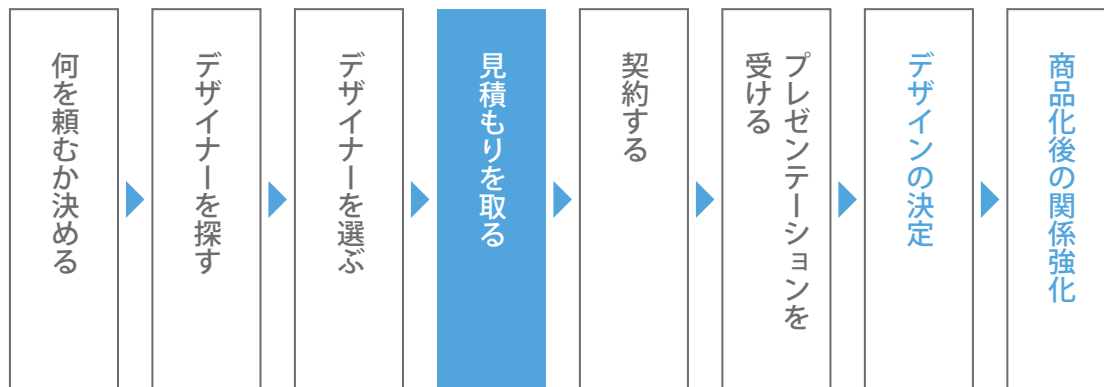 何を頼むか決める
デザイナーを探す
デザイナーを選ぶ
見積もりを取る
契約する
プレゼンテーションを
受ける
デザインの決定
商品化後の関係強化